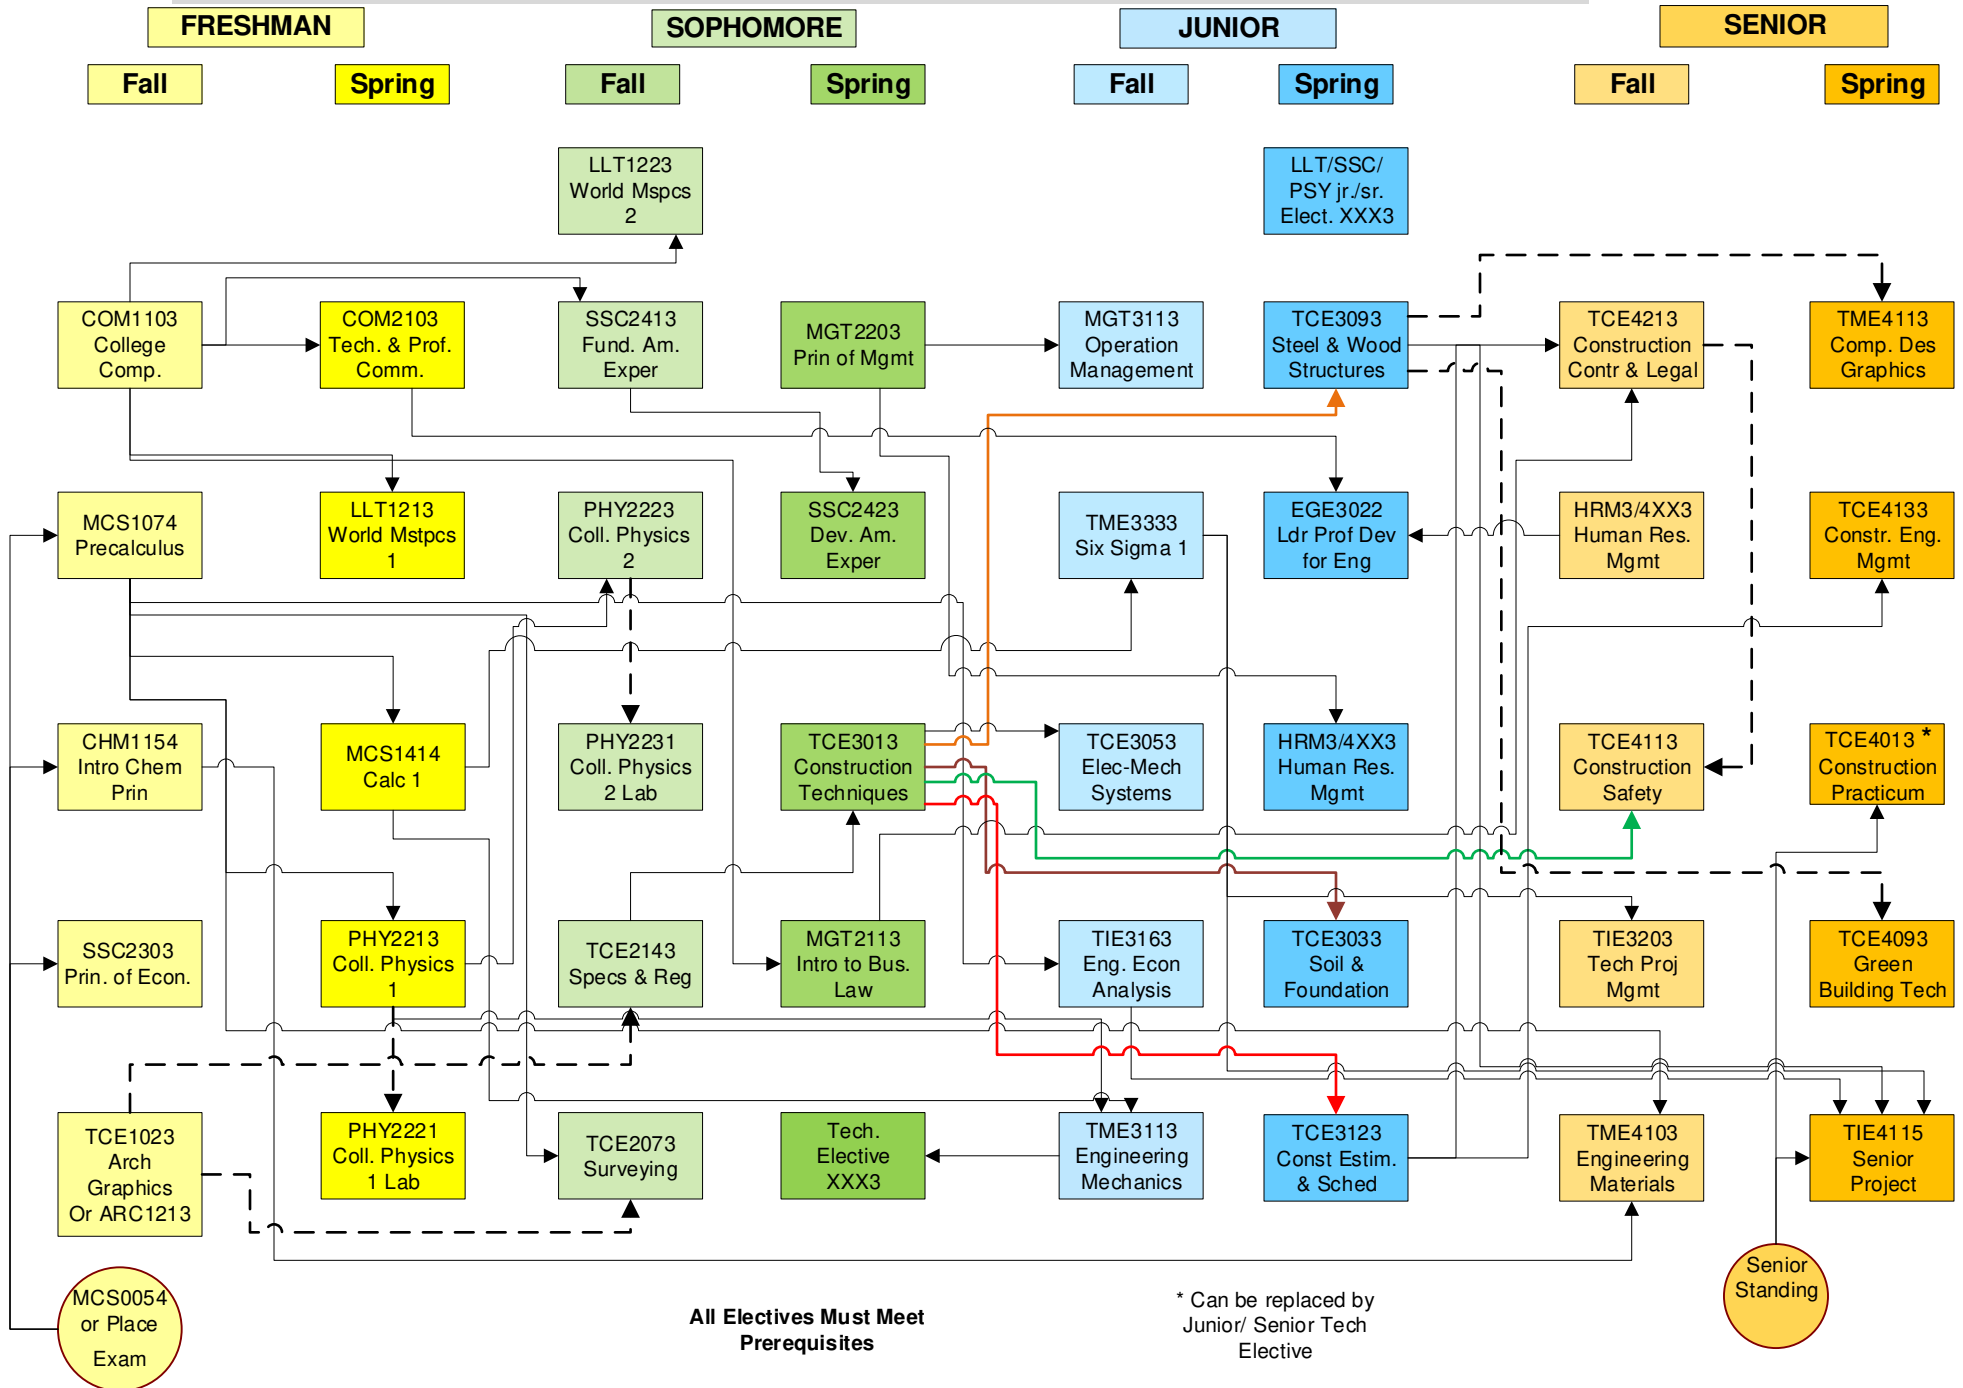 FRESHMAN
SOPHOMORE
JUNIOR
SENIOR
Fall
Spring
Fall
Spring
Fall
Spring
Fall
Spring
LLT1223
World Mspcs
2
LLT/SSC/
PSY jr./sr.
Elect. XXX3
COM1103
College
Comp.
COM2103
Tech. & Prof.
Comm.
SSC2413
Fund. Am.
Exper
MGT2203
Prin of Mgmt
MGT3113
Operation
Management
TCE3093
Steel & Wood
Structures
TCE4213
Construction
Contr & Legal
TME4113
Comp. Des
Graphics
MCS1074
Precalculus
LLT1213
World Mstpcs
1
PHY2223
Coll. Physics
2
SSC2423
Dev. Am.
Exper
TME3333
Six Sigma 1
EGE3022
Ldr Prof Dev
for Eng
HRM3/4XX3
Human Res.
Mgmt
TCE4133
Constr. Eng.
Mgmt
CHM1154
Intro Chem
Prin
MCS1414
Calc 1
PHY2231
Coll. Physics
2 Lab
TCE3013
Construction
Techniques
TCE3053
Elec-Mech
Systems
HRM3/4XX3
Human Res.
Mgmt
TCE4113
Construction
Safety
TCE4013 *
Construction
Practicum
SSC2303
Prin. of Econ.
PHY2213
Coll. Physics
1
TCE2143
Specs & Reg
MGT2113
Intro to Bus.
Law
TIE3163
Eng. Econ
Analysis
TCE3033
Soil &
Foundation
TIE3203
Tech Proj
Mgmt
TCE4093
Green
Building Tech
TCE1023
Arch
Graphics
Or ARC1213
PHY2221
Coll. Physics
1 Lab
TCE2073
Surveying
Tech.
Elective
XXX3
TME3113
Engineering
Mechanics
TCE3123
Const Estim.
& Sched
TME4103
Engineering
Materials
TIE4115
Senior
Project
MCS0054
or Place
Exam
All Electives Must Meet
Prerequisites
* Can be replaced by
Junior/ Senior Tech
Elective
Senior
Standing